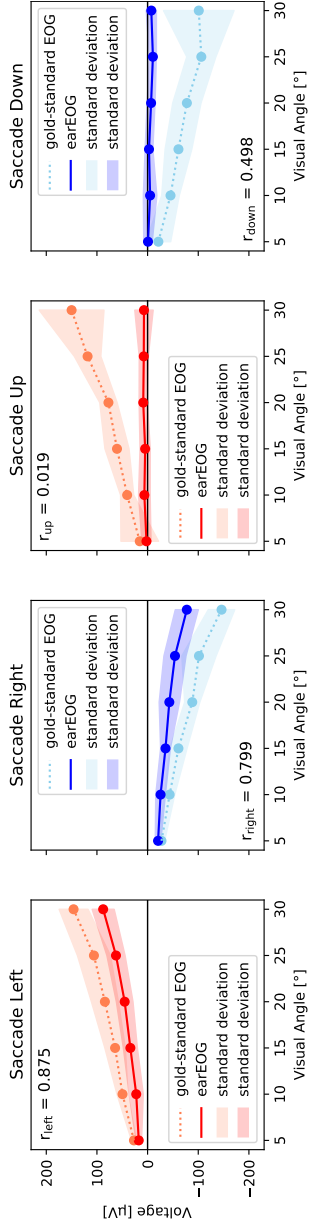 Saccade Left
r_left = 0.875
gold-standard EOG
earEOG
standard deviation
standard deviation
Voltage [μV]
200
100
0
−100
−200
5
10
15
20
25
30
Visual Angle [°]
Saccade Right
gold-standard EOG
earEOG
standard deviation
standard deviation
r_right = 0.799
5
10
15
20
25
30
Visual Angle [°]
Saccade Up
r_up = 0.019
gold-standard EOG
earEOG
standard deviation
standard deviation
5
10
15
20
25
30
Visual Angle [°]
Saccade Down
gold-standard EOG
earEOG
standard deviation
standard deviation
r_down = 0.498
5
10
15
20
25
30
Visual Angle [°]